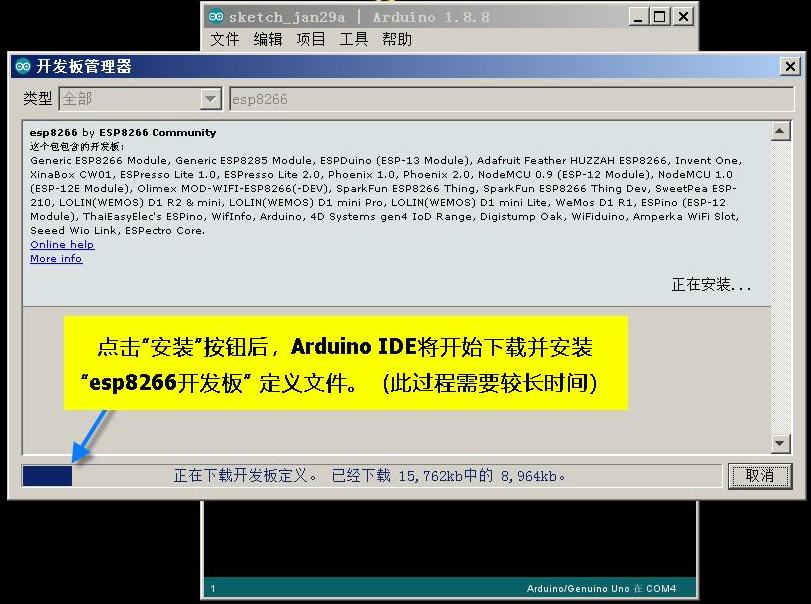 sketch_jan29a | Arduino 1.8.8
文件 编辑 项目 工具 帮助
开发板管理器
类型 全部 esp8266
esp8266 by ESP8266 Community
这个包包含的开发板:
Generic ESP8266 Module, Generic ESP8285 Module, ESPDuino (ESP-13 Module), Adafruit Feather HUZZAH ESP8266, Invent One,
XinaBox CW01, ESPresso Lite 1.0, ESPresso Lite 2.0, Phoenix 1.0, Phoenix 2.0, NodeMCU 0.9 (ESP-12 Module), NodeMCU 1.0
(ESP-12E Module), Olimex MOD-WIFI-ESP8266(-DEV), SparkFun ESP8266 Thing, SparkFun ESP8266 Thing Dev, SweetPea ESP-
210, LOLIN(WEMOS) D1 R2 & mini, LOLIN(WEMOS) D1 mini Pro, LOLIN(WEMOS) D1 mini Lite, WeMos D1 R1, ESPino (ESP-12
Module), ThaiEasyElec's ESPino, WifInfo, Arduino, 4D Systems gen4 IoD Range, Digistump Oak, WiFiduino, Amperka WiFi Slot,
Seeed Wio Link, ESPectro Core.
Online help
More info
正在安装...
点击"安装"按钮后，Arduino IDE将开始下载并安装
"esp8266开发板" 定义文件。（此过程需要较长时间）
正在下载开发板定义。 已经下载 15,762kb中的 8,964kb。
取消
1 Arduino/Genuino Uno 在 COM4